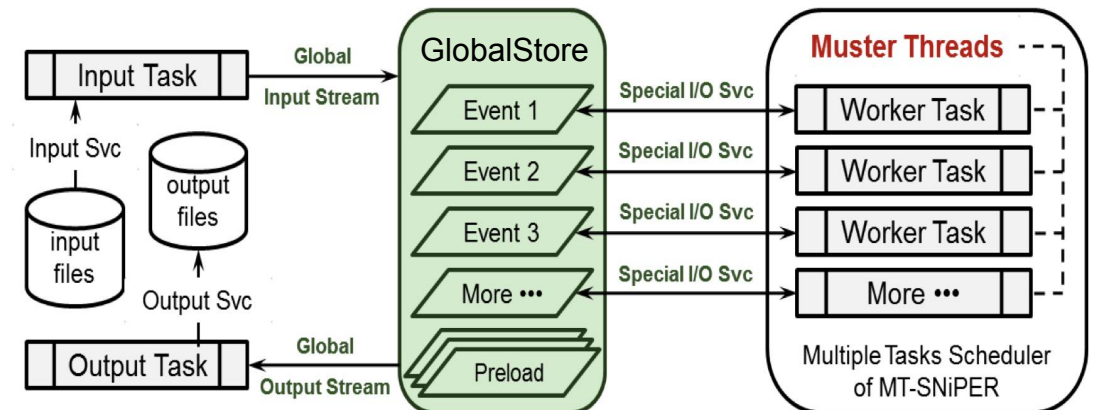 Input Task
Input Svc
input
files
output
files
Output Svc
Output Task
Global
Input Stream
Global
Output Stream
GlobalStore
Event 1
Event 2
Event 3
More •••
Preload
Special I/O Svc
Special I/O Svc
Special I/O Svc
Special I/O Svc
Muster Threads
Worker Task
Worker Task
Worker Task
More •••
Multiple Tasks Scheduler
of MT-SNiPER